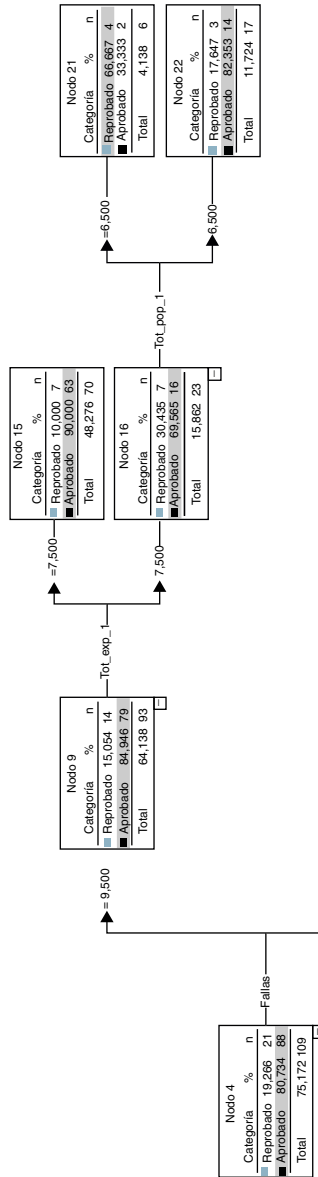 Nodo 4
Categoría % n
Reprobado 19,266 21
Aprobado 80,734 88
Total 75,172 109
Fallas
= 9,500
Nodo 9
Categoría % n
Reprobado 15,054 14
Aprobado 84,946 79
Total 64,138 93
Tot_exp_1
=7,500
7,500
Nodo 15
Categoría % n
Reprobado 10,000 7
Aprobado 90,000 63
Total 48,276 70
Nodo 16
Categoría % n
Reprobado 30,435 7
Aprobado 69,565 16
Total 15,862 23
Tot_pop_1
=6,500
6,500
Nodo 21
Categoría % n
Reprobado 66,667 4
Aprobado 33,333 2
Total 4,138 6
Nodo 22
Categoría % n
Reprobado 17,647 3
Aprobado 82,353 14
Total 11,724 17